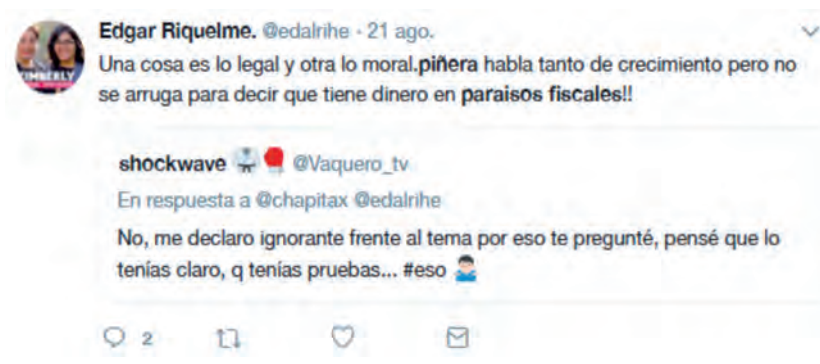 Edgar Riquelme. @edalrihe · 21 ago.
Una cosa es lo legal y otra lo moral.piñera habla tanto de crecimiento pero no
se arruga para decir que tiene dinero en paraisos fiscales!!
shockwave 🥋🥊 @Vaquero_tv
En respuesta a @chapitax @edalrihe
No, me declaro ignorante frente al tema por eso te pregunté, pensé que lo
tenías claro, q tenías pruebas... #eso 🤷🏻‍♂️
2
KIMBERLY